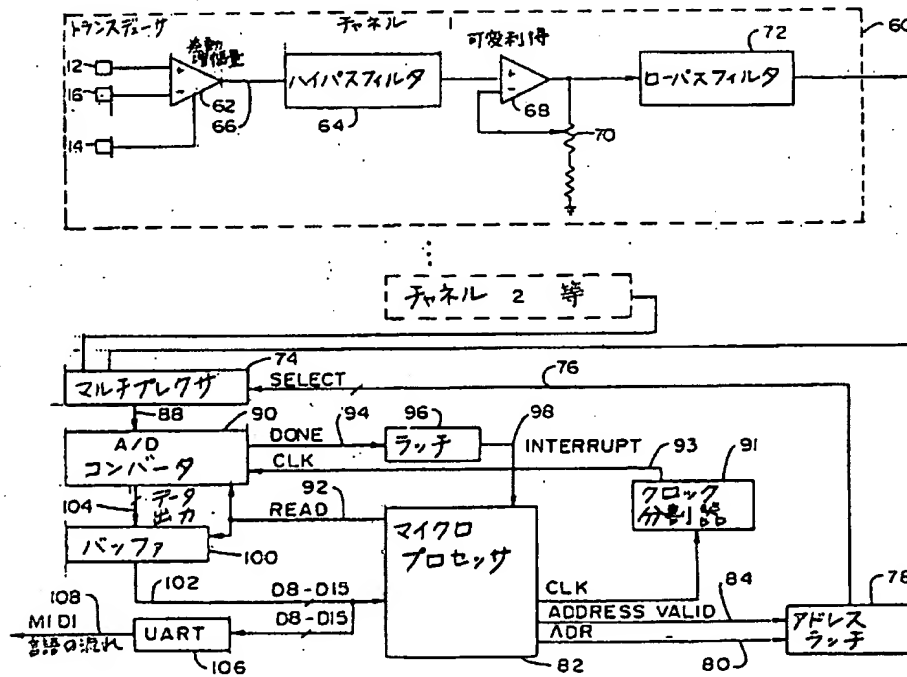 トランスデューサ
チャネル 1
60
差動
増幅量
可変利得
72
12
16
14
+
-
62
66
ハイパスフィルタ
64
+
-
68
70
ローパスフィルタ
チャネル 2 等
74
マルチプレクサ
SELECT
76
88
90
A/D
コンバータ
DONE
94
96
ラッチ
98
INTERRUPT
CLK
93
91
クロック
分割器
92
READ
104
データ
出力
バッファ
100
マイクロ
プロセッサ
102
D8-D15
D8-D15
CLK
ADDRESS VALID
84
ADR
80
82
78
アドレス
ラッチ
108
MIDI
言語の流れ
UART
106